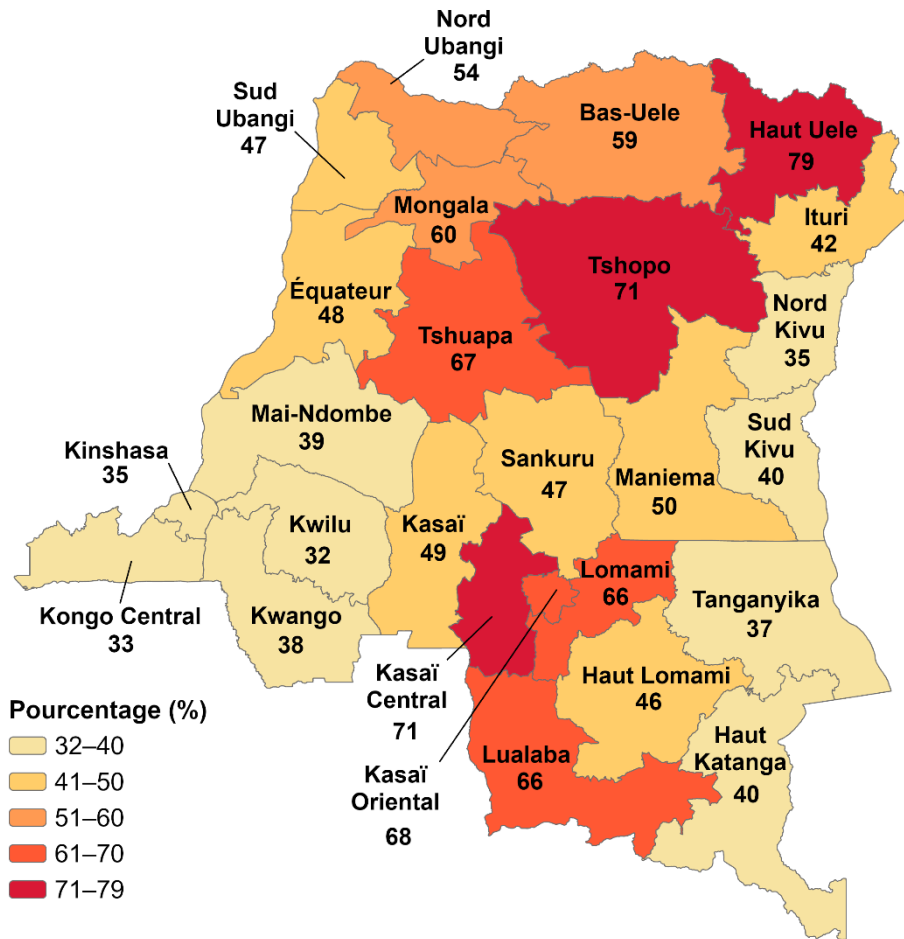 Nord
Ubangi
54
Sud
Ubangi
47
Bas-Uele
59
Haut Uele
79
Mongala
60
Ituri
42
Tshopo
71
Équateur
48
Nord
Kivu
35
Tshuapa
67
Mai-Ndombe
39
Kinshasa
35
Sankuru
47
Maniema
50
Sud
Kivu
40
Kwilu
32
Kasaï
49
Lomami
66
Kongo Central
33
Kwango
38
Tanganyika
37
Kasaï
Central
71
Haut Lomami
46
Kasaï
Oriental
68
Lualaba
66
Haut
Katanga
40
Pourcentage (%)
32–40
41–50
51–60
61–70
71–79